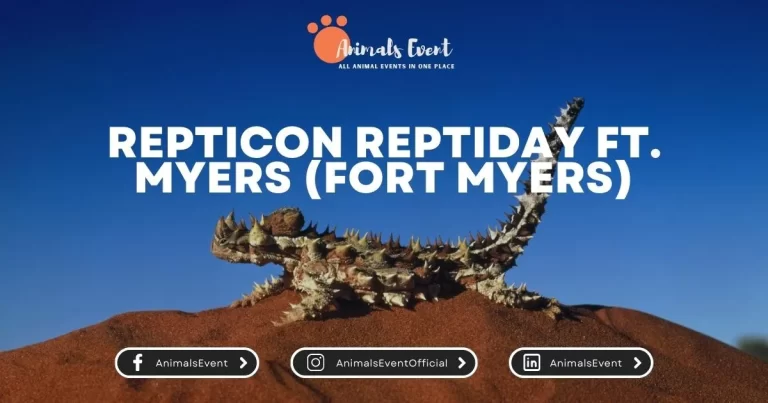 Animals Event
ALL ANIMAL EVENTS IN ONE PLACE
REPTICON REPTIDAY FT.
MYERS (FORT MYERS)
AnimalsEvent
AnimalsEventOfficial
AnimalsEvent